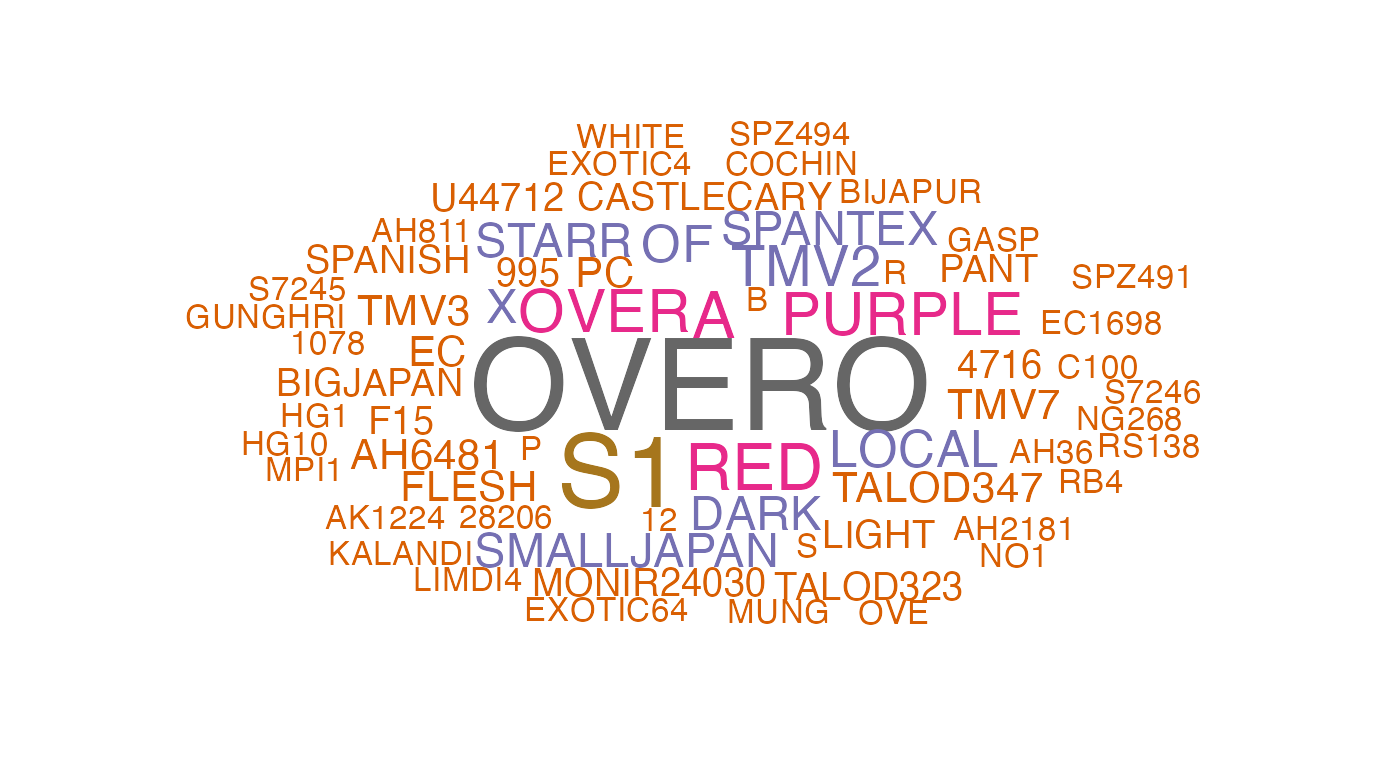 WHITE SPZ494
EXOTIC4 COCHIN
U44712 CASTLECARY BIJAPUR
AH811 STARR OF SPANTEX GASP
SPANISH 995 PC TMV2 R PANT SPZ491
S7245 X OVER A B PURPLE
GUNGHRI TMV3 EC1698
1078 EC OVERO 4716 C100
BIGJAPAN TMV7 S7246
HG1 F15 NG268
HG10 AH6481 P S1 RED LOCAL AH36 RS138
MPI1 FLESH TALOD347 RB4
AK1224 28206 12 DARK LIGHT AH2181
KALANDI SMALLJAPAN S NO1
LIMDI4 MONIR24030 TALOD323
EXOTIC64 MUNG OVE